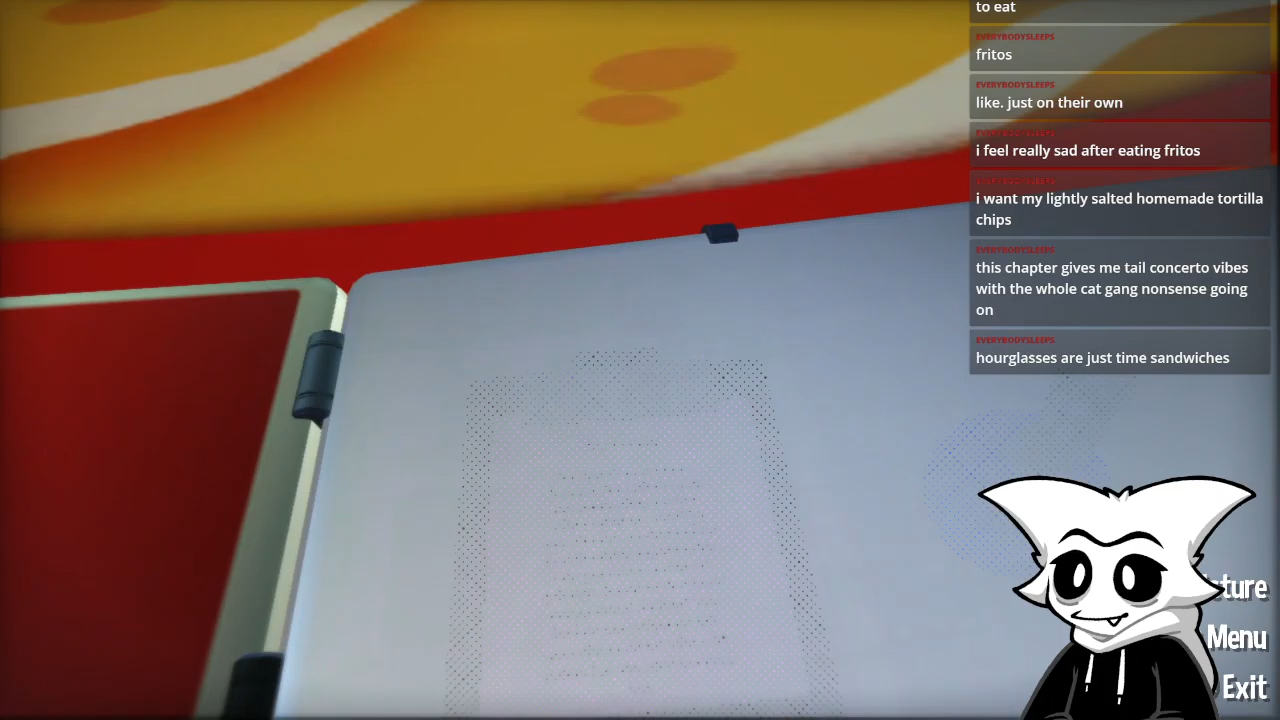 to eat
EVERYBODYSLEEPS
fritos
EVERYBODYSLEEPS
like. just on their own
EVERYBODYSLEEPS
i feel really sad after eating fritos
EVERYBODYSLEEPS
i want my lightly salted homemade tortilla
chips
EVERYBODYSLEEPS
this chapter gives me tail concerto vibes
with the whole cat gang nonsense going
on
EVERYBODYSLEEPS
hourglasses are just time sandwiches
Menu
Exit